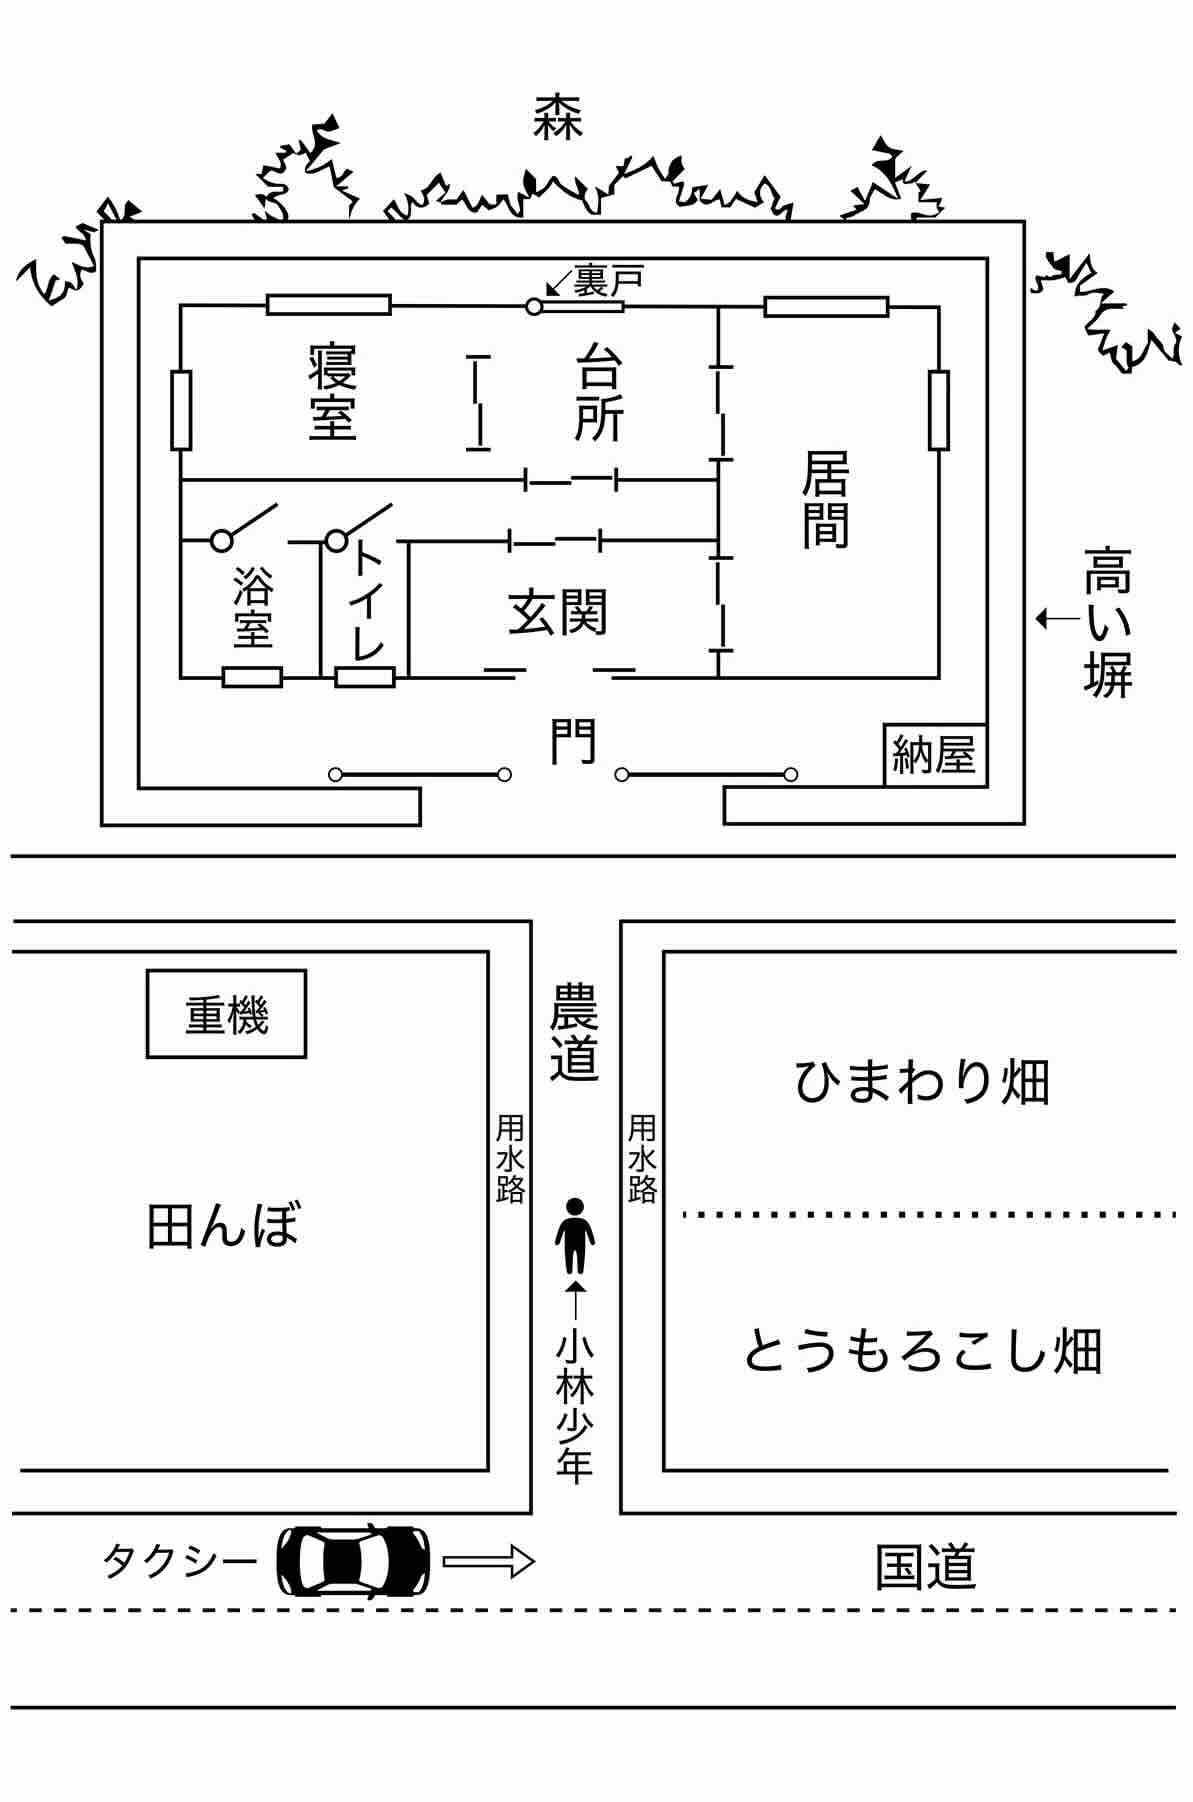 森
裏戸
寝室
台所
居間
浴室
トイレ
玄関
高い塀
門
納屋
重機
農道
ひまわり畑
用水路
用水路
田んぼ
小林少年
とうもろこし畑
タクシー
国道